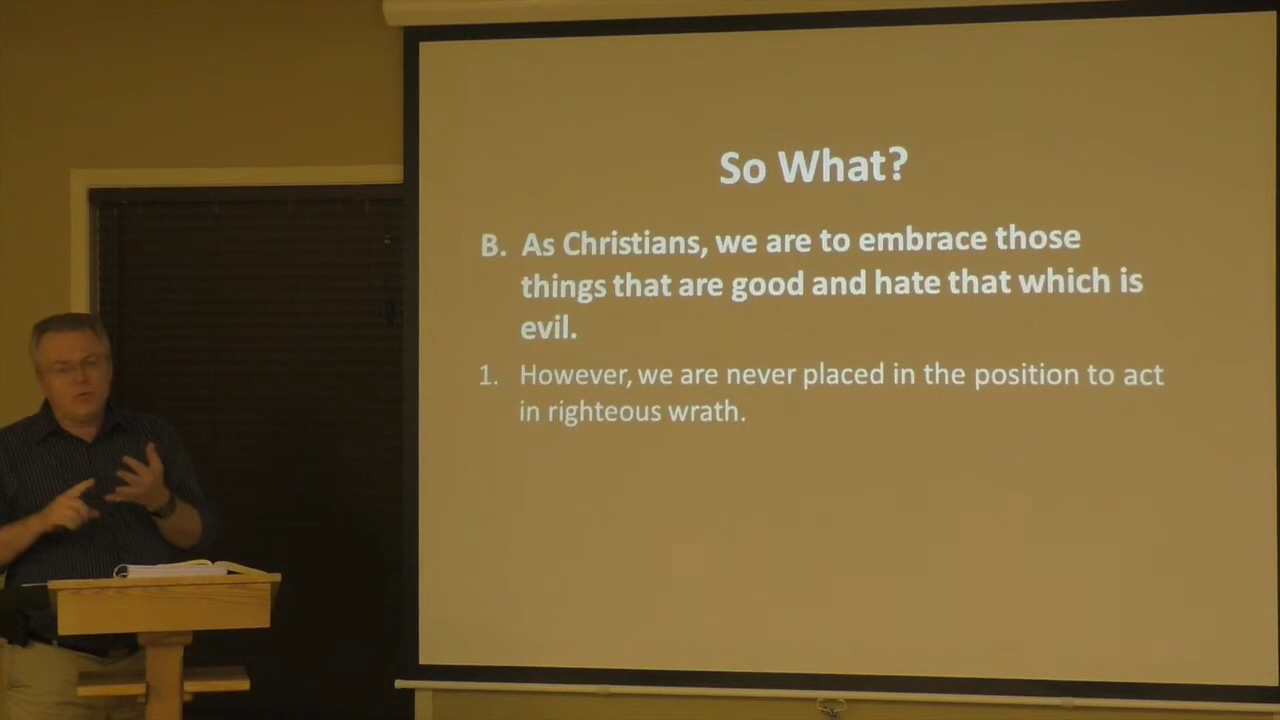 So What?
B. As Christians, we are to embrace those
things that are good and hate that which is
evil.
1. However, we are never placed in the position to act
in righteous wrath.